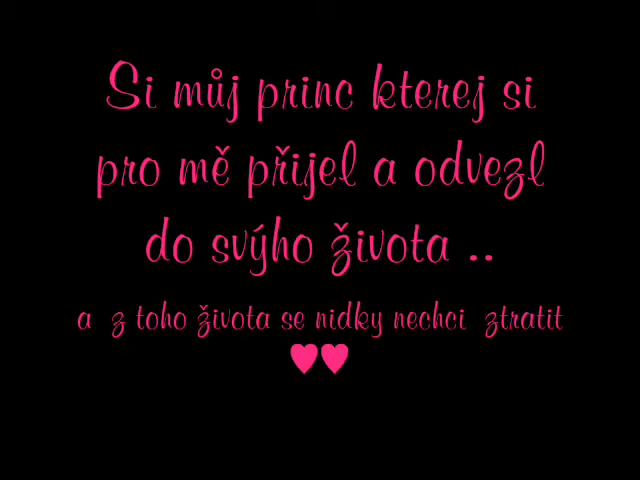 Si můj princ kterej si
pro mě přijel a odvezl
do svýho života ..
a z toho života se nidky nechci ztratit
♥♥